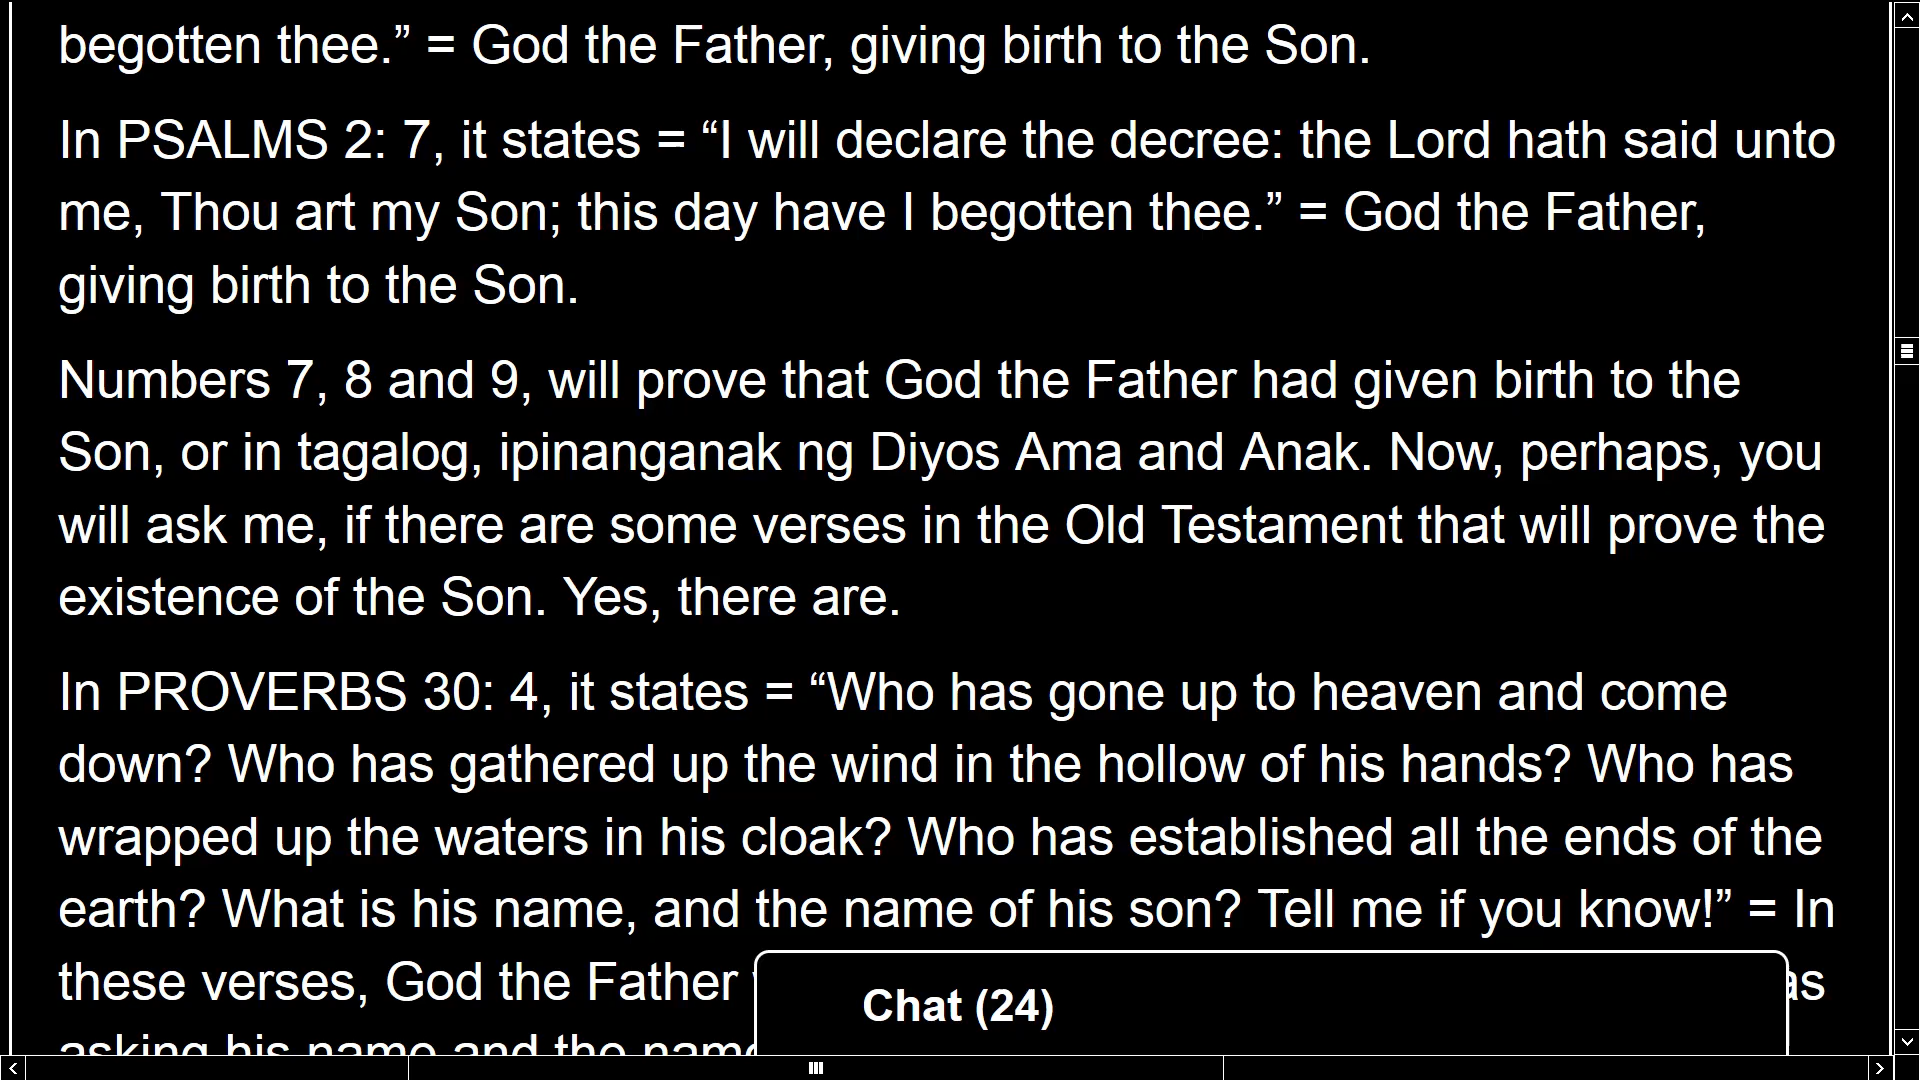 begotten thee.” = God the Father, giving birth to the Son.
In PSALMS 2: 7, it states = “I will declare the decree: the Lord hath said unto
me, Thou art my Son; this day have I begotten thee.” = God the Father,
giving birth to the Son.
Numbers 7, 8 and 9, will prove that God the Father had given birth to the
Son, or in tagalog, ipinanganak ng Diyos Ama and Anak. Now, perhaps, you
will ask me, if there are some verses in the Old Testament that will prove the
existence of the Son. Yes, there are.
In PROVERBS 30: 4, it states = “Who has gone up to heaven and come
down? Who has gathered up the wind in the hollow of his hands? Who has
wrapped up the waters in his cloak? Who has established all the ends of the
earth? What is his name, and the name of his son? Tell me if you know!” = In
these verses, God the Father
asking his name and the name
Chat (24)